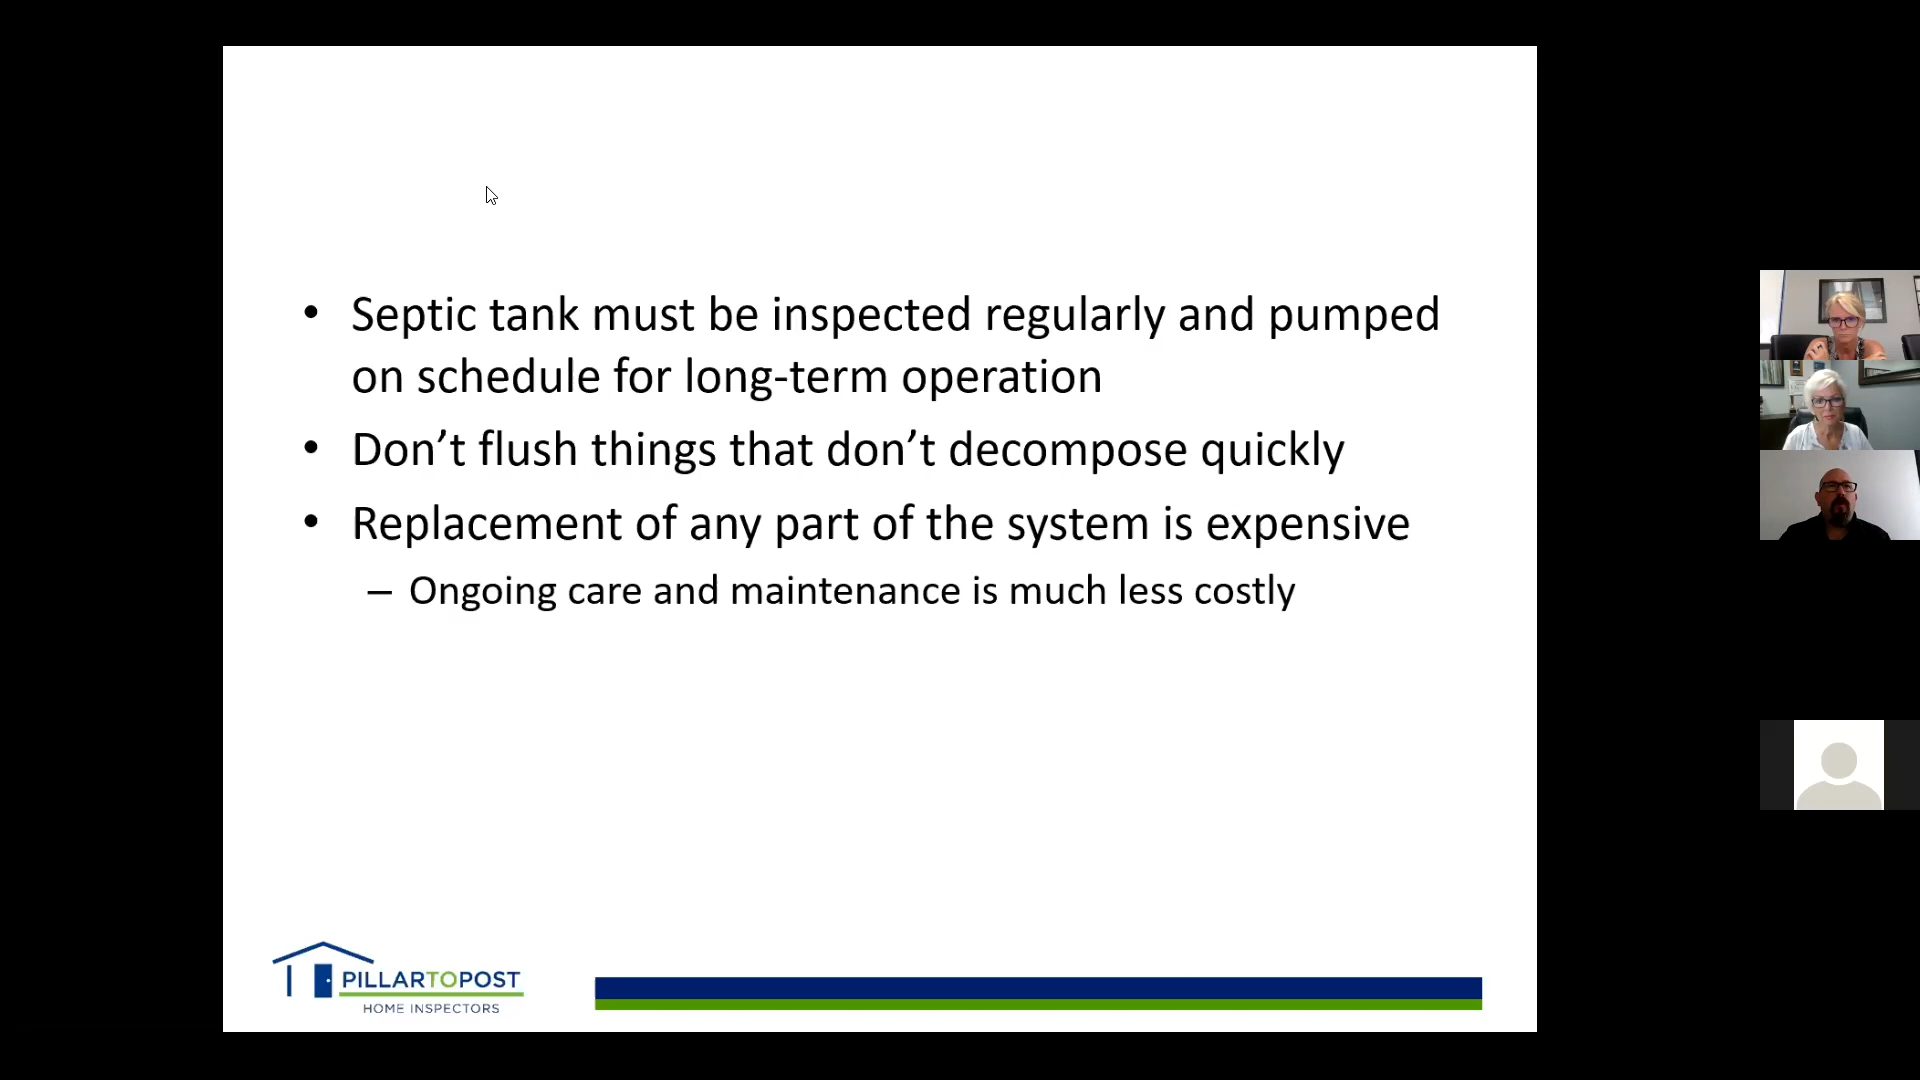 • Septic tank must be inspected regularly and pumped
on schedule for long-term operation
• Don’t flush things that don’t decompose quickly
• Replacement of any part of the system is expensive
– Ongoing care and maintenance is much less costly
PILLARTOPOST
HOME INSPECTORS